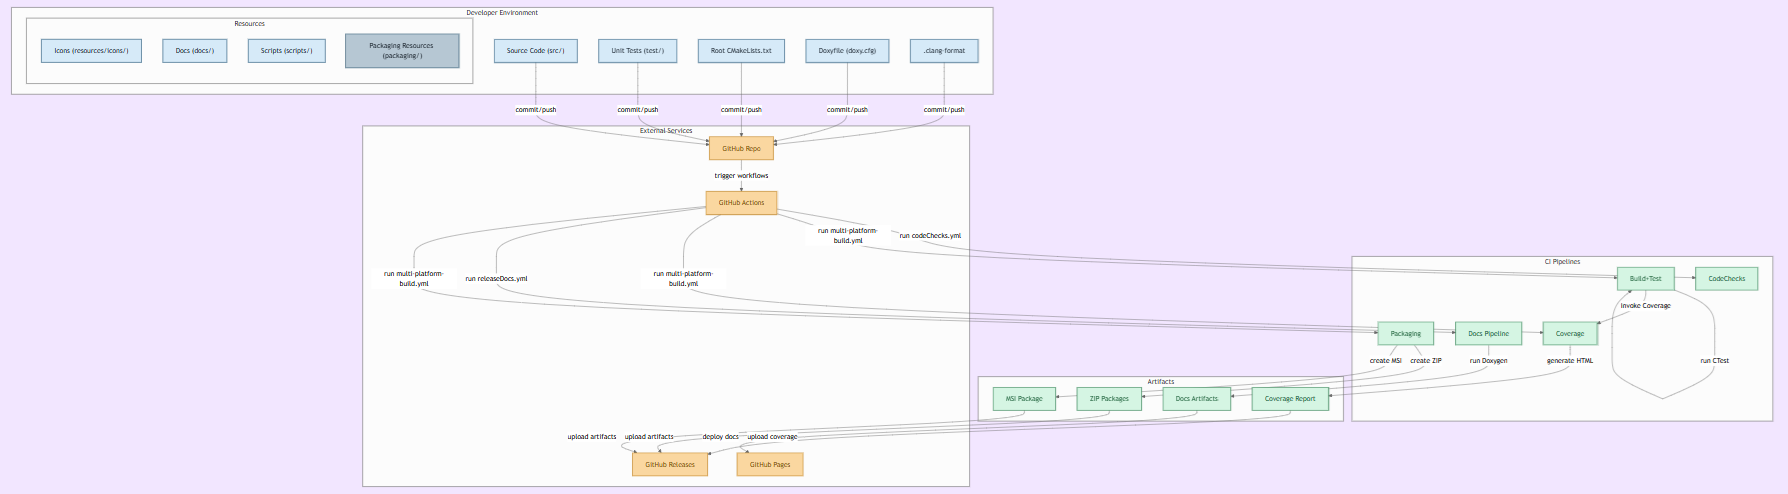 Developer Environment
Resources
Icons (resources/icons/)
Docs (docs/)
Scripts (scripts/)
Packaging Resources
(packaging/)
Source Code (src/)
Unit Tests (test/)
Root CMakeLists.txt
Doxyfile (doxy.cfg)
.clang-format
commit/push
commit/push
commit/push
commit/push
commit/push
External Services
GitHub Repo
trigger workflows
GitHub Actions
run multi-platform-
build.yml
run codeChecks.yml
run multi-platform-
build.yml
run releaseDocs.yml
run multi-platform-
build.yml
CI Pipelines
Build+Test
CodeChecks
invoke Coverage
Packaging
Docs Pipeline
Coverage
create MSI
create ZIP
run Doxygen
generate HTML
run CTest
Artifacts
MSI Package
ZIP Packages
Docs Artifacts
Coverage Report
upload artifacts
upload artifacts
deploy docs
upload coverage
GitHub Releases
GitHub Pages